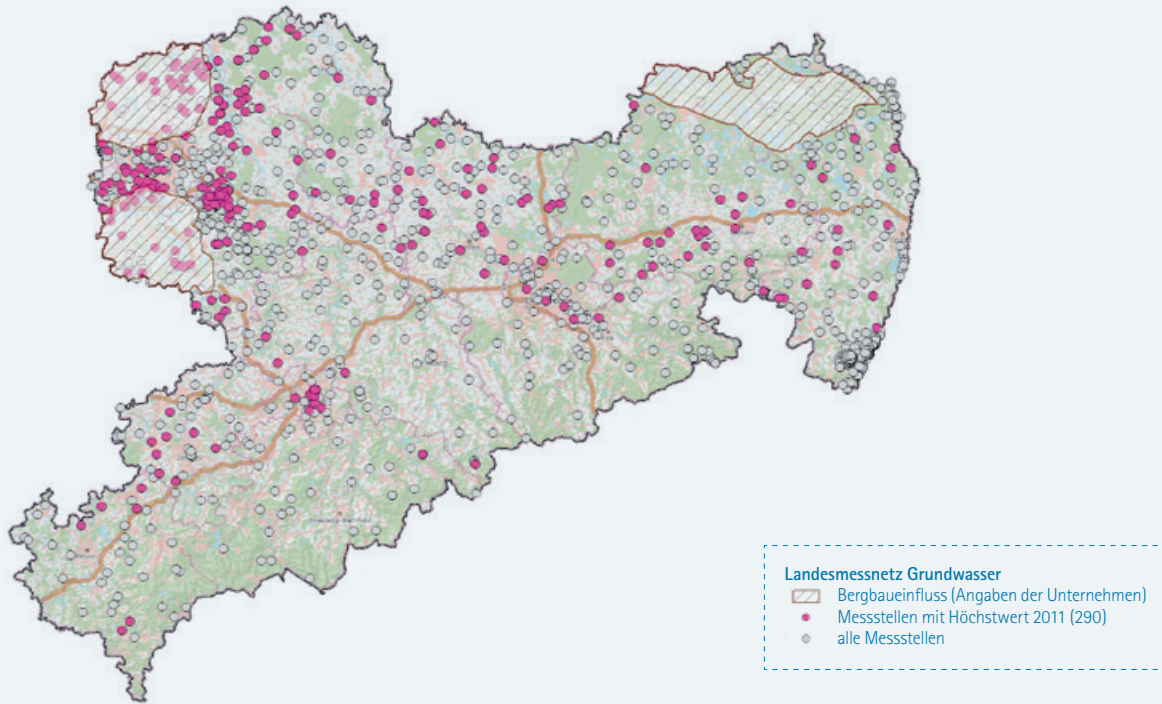 Landesmessnetz Grundwasser
Bergbaueinfluss (Angaben der Unternehmen)
Messstellen mit Höchstwert 2011 (290)
alle Messstellen